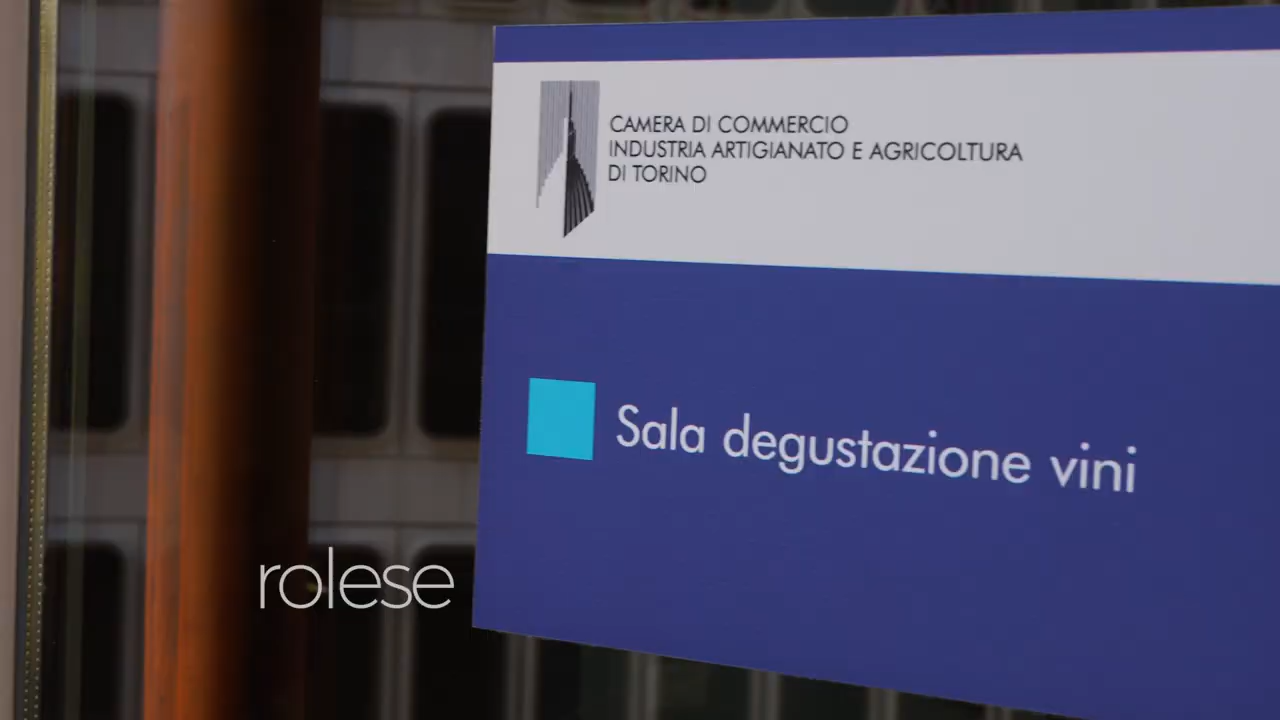 CAMERA DI COMMERCIO
INDUSTRIA ARTIGIANATO E AGRICOLTURA
DI TORINO
Sala degustazione vini
rolese